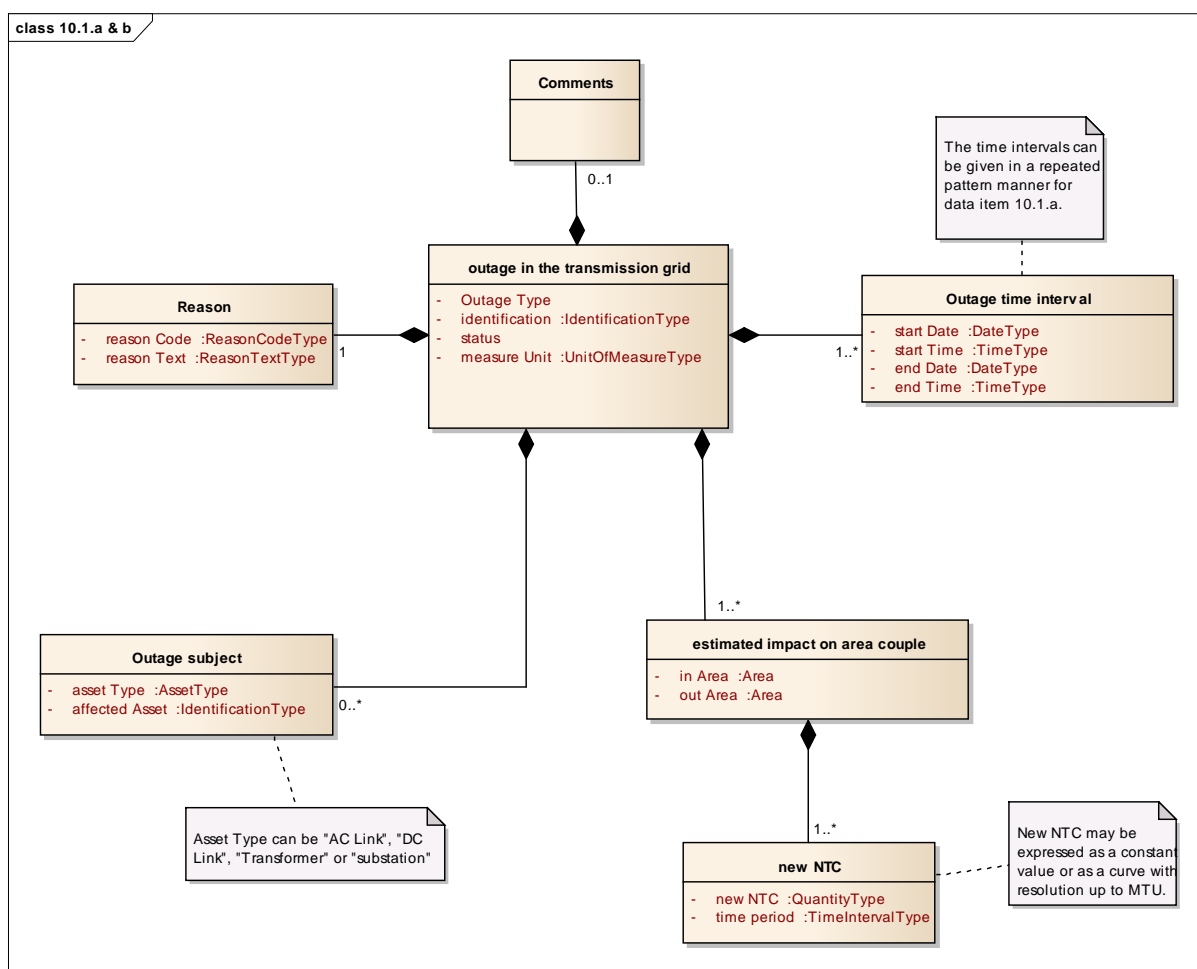 class 10.1.a & b
Comments
0..1
The time intervals can
be given in a repeated
pattern manner for
data item 10.1.a.
outage in the transmission grid
- Outage Type
- identification :IdentificationType
- status
- measure Unit :UnitOfMeasureType
Reason
- reason Code :ReasonCodeType
- reason Text :ReasonTextType
1
Outage time interval
- start Date :DateType
- start Time :TimeType
- end Date :DateType
- end Time :TimeType
1..*
1..*
Outage subject
- asset Type :AssetType
- affected Asset :IdentificationType
0..*
estimated impact on area couple
- in Area :Area
- out Area :Area
Asset Type can be "AC Link", "DC
Link", "Transformer" or "substation"
1..*
new NTC
- new NTC :QuantityType
- time period :TimeIntervalType
New NTC may be
expressed as a constant
value or as a curve with
resolution up to MTU.